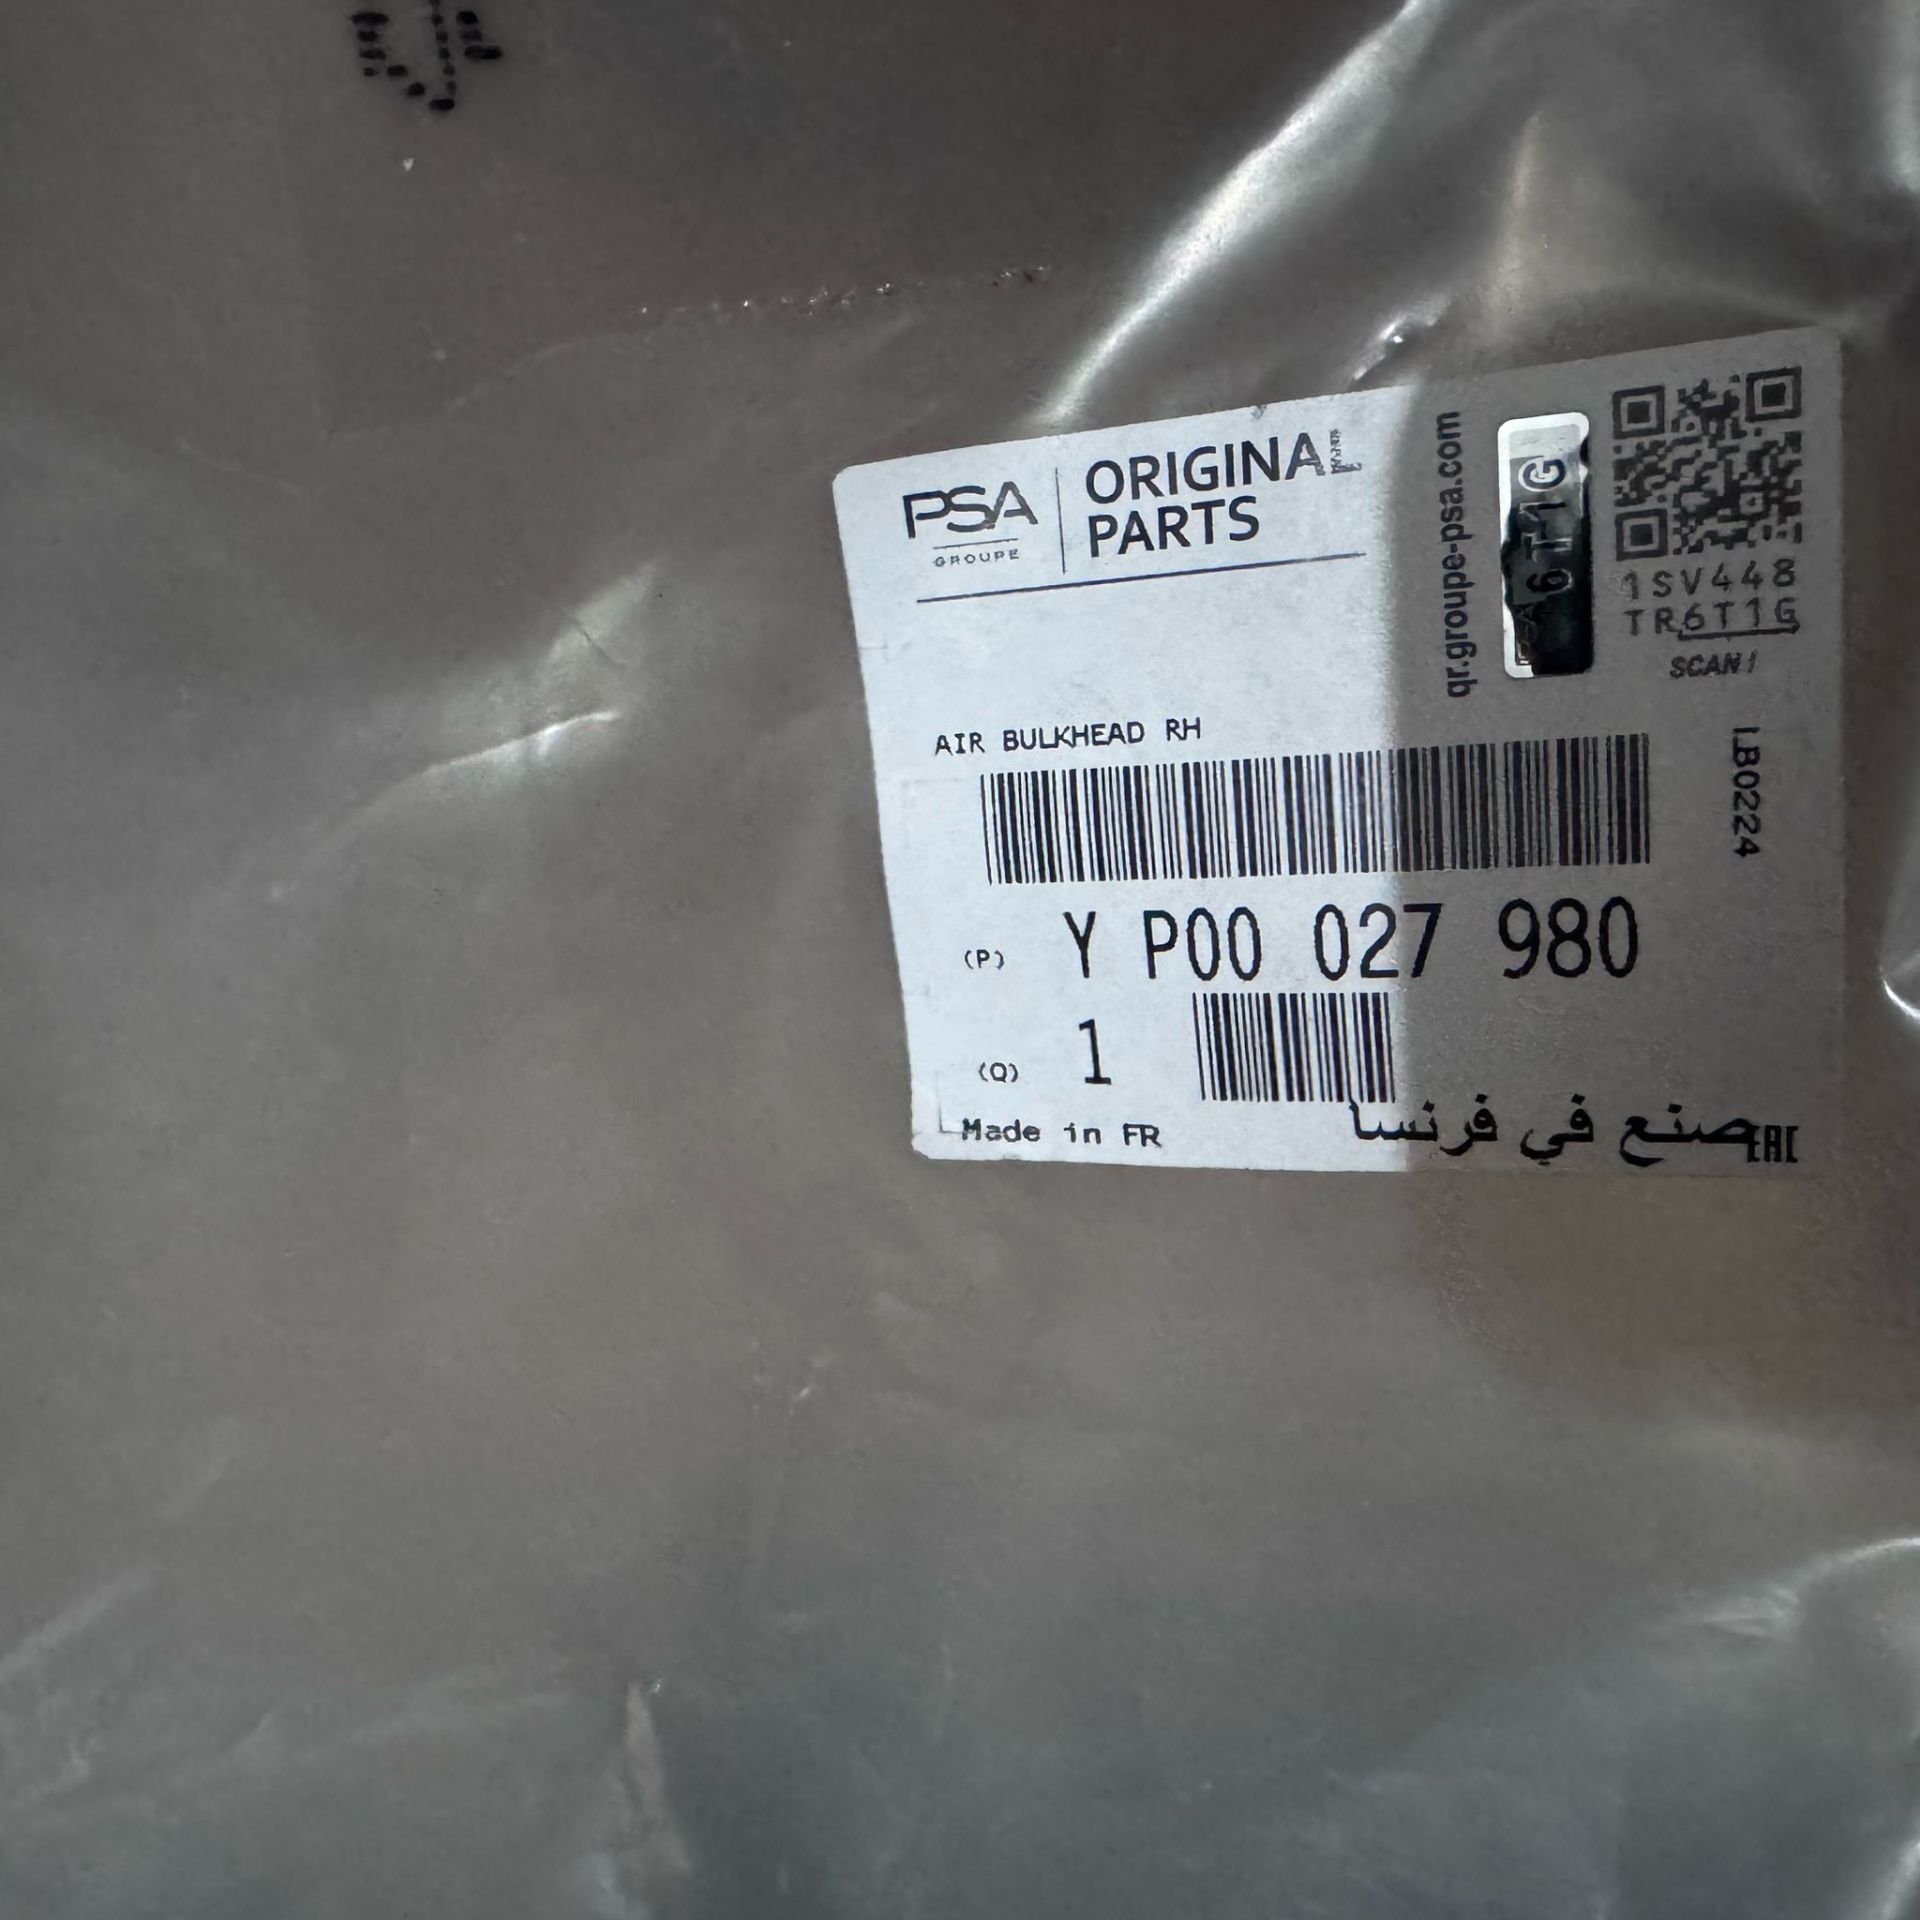 PSA
GROUPE
ORIGINAL
PARTS
qr.groupe-psa.com
6T1G
1SV448
TR6T1G
SCAN!
AIR BULKHEAD RH
LB0224
(P) Y P00 027 980
(Q) 1
Made in FR
صنع في فرنسا
EAC